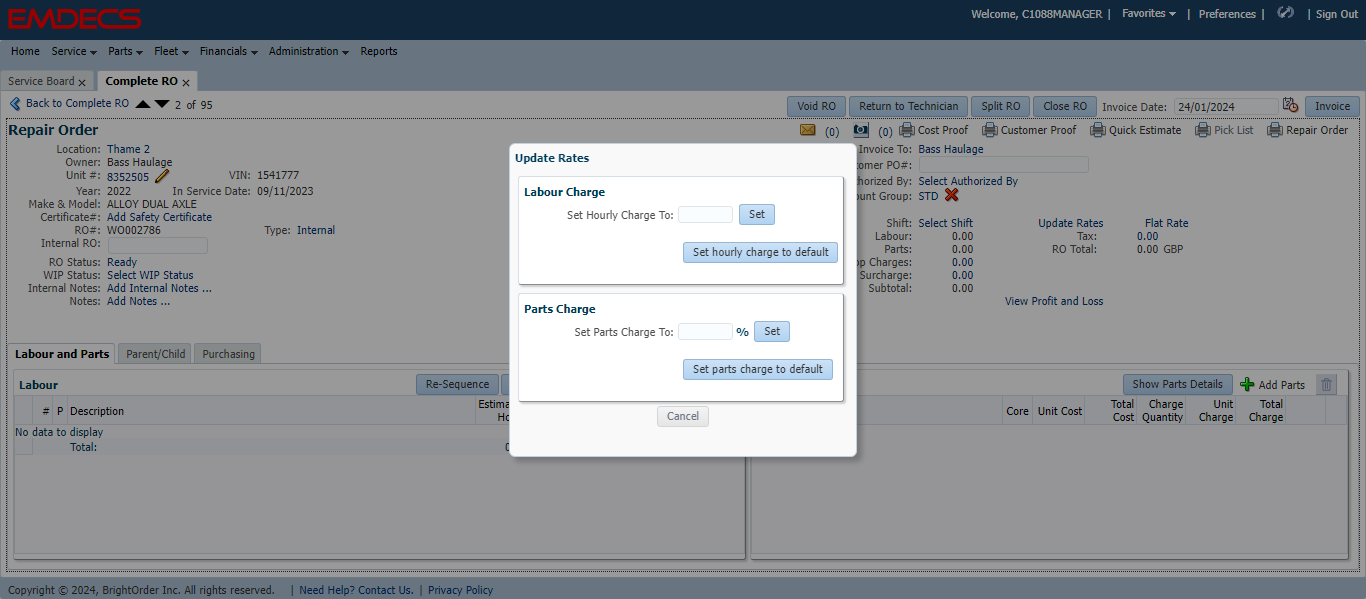 EMDECS
Welcome, C1088MANAGER | Favorites | Preferences | | Sign Out
Home Service Parts Fleet Financials Administration Reports
Service Board x Complete RO x
Back to Complete RO 2 of 95 Void RO Return to Technician Split RO Close RO Invoice Date: 24/01/2024 Invoice
Repair Order (0) (0) Cost Proof Customer Proof Quick Estimate Pick List Repair Order
Location: Thame 2
Owner: Bass Haulage
Unit #: 8352505 VIN: 1541777
Year: 2022 In Service Date: 09/11/2023
Make & Model: ALLOY DUAL AXLE
Certificate#: Add Safety Certificate
RO#: WO002786 Type: Internal
Internal RO:
RO Status: Ready
WIP Status: Select WIP Status
Internal Notes: Add Internal Notes ...
Notes: Add Notes ...
Update Rates
Labour Charge
Set Hourly Charge To: Set
Set hourly charge to default
Parts Charge
Set Parts Charge To: % Set
Set parts charge to default
Cancel
Invoice To: Bass Haulage
omer PO#:
horized By: Select Authorized By
ount Group: STD
Shift: Select Shift Update Rates Flat Rate
Labour: 0.00 Tax: 0.00
Parts: 0.00 RO Total: 0.00 GBP
op Charges: 0.00
Surcharge: 0.00
Subtotal: 0.00
View Profit and Loss
Labour and Parts Parent/Child Purchasing
Labour Re-Sequence Show Parts Details Add Parts
# P Description Estima Ho Core Unit Cost Total Cost Charge Quantity Unit Charge Total Charge
No data to display
Total: 0
Copyright © 2024, BrightOrder Inc. All rights reserved. | Need Help? Contact Us. | Privacy Policy